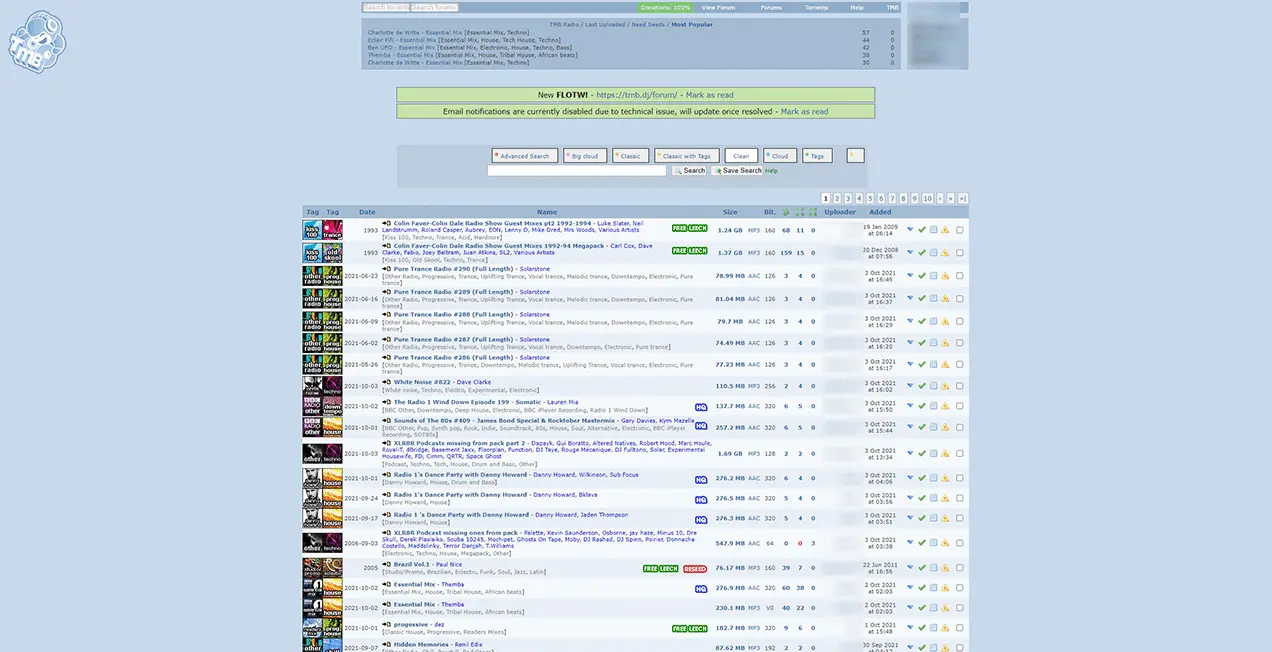 Search torrents Search forums Donations: 100% View Forum Forums Torrents Help TMB
TMB
TMB Radio / Last Uploaded / Need Seeds / Most Popular
Charlotte de Witte - Essential Mix [Essential Mix, Techno] 57 0
Eclair Fifi - Essential Mix [Essential Mix, House, Tech House, Techno] 44 0
Ben UFO - Essential Mix [Essential Mix, Electronic, House, Techno, Bass] 42 0
Themba - Essential Mix [Essential Mix, House, Tribal House, African beats] 38 0
Charlotte de Witte - Essential Mix [Essential Mix, Techno] 30 0
New FLOTW! - https://tmb.dj/forum/ - Mark as read
Email notifications are currently disabled due to technical issue, will update once resolved - Mark as read
Advanced Search Big cloud Classic Classic with Tags Clean Cloud Tags
Search Save Search Help
1 2 3 4 5 6 7 8 9 10 › » »|
Tag Tag Date Name Size Bit. Uploader Added
kiss 100 trance 1993 Colin Faver-Colin Dale Radio Show Guest Mixes pt2 1992-1994 - Luke Slater, Neil
Landstrumm, Roland Casper, Aubrey, EON, Lenny D, Mike Dred, Mrs Woods, Various Artists
[Kiss 100, Techno, Trance, Acid, Hardcore]
FREE LEECH 1.24 GB MP3 160 68 11 0 19 Jan 2009 at 06:14
kiss 100 old skool 1993 Colin Faver-Colin Dale Radio Show Guest Mixes 1992-94 Megapack - Carl Cox, Dave
Clarke, Fabio, Joey Beltram, Juan Atkins, SL2, Various Artists
[Kiss 100, Old Skool, Techno, Trance]
FREE LEECH 1.37 GB MP3 160 159 15 0 20 Dec 2008 at 07:56
other radio prog house 2021-06-23 Pure Trance Radio #290 (Full Length) - Solarstone
[Other Radio, Progressive, Trance, Uplifting Trance, Vocal trance, Melodic trance, Downtempo, Electronic, Pure
trance]
78.99 MB AAC 126 3 4 0 3 Oct 2021 at 16:46
other radio prog house 2021-06-16 Pure Trance Radio #289 (Full Length) - Solarstone
[Other Radio, Progressive, Trance, Uplifting Trance, Vocal trance, Melodic trance, Downtempo, Electronic, Pure
trance]
81.04 MB AAC 126 3 4 0 3 Oct 2021 at 16:37
other radio prog house 2021-06-09 Pure Trance Radio #288 (Full Length) - Solarstone
[Other Radio, Progressive, Trance, Uplifting Trance, Vocal trance, Melodic trance, Downtempo, Electronic, Pure
trance]
79.7 MB AAC 126 3 4 0 3 Oct 2021 at 16:29
other radio prog house 2021-06-02 Pure Trance Radio #287 (Full Length) - Solarstone
[Other Radio, Progressive, Trance, Uplifting Trance, Vocal trance, Downtempo, Electronic, Pure trance]
74.49 MB AAC 126 3 4 0 3 Oct 2021 at 16:20
other radio prog house 2021-05-26 Pure Trance Radio #286 (Full Length) - Solarstone
[Other Radio, Progressive, Trance, Downtempo, Melodic trance, Uplifting Trance, Vocal trance, Electronic, Pure
trance]
77.23 MB AAC 126 3 4 0 3 Oct 2021 at 16:17
white noise techno 2021-10-03 White Noise #822 - Dave Clarke
[White noise, Techno, Electro, Experimental, Electronic]
110.5 MB MP3 256 2 4 0 3 Oct 2021 at 16:02
BBC RADIO other down tempo 2021-10-02 The Radio 1 Wind Down Episode 199 - Somatic - Lauren Mia
[BBC Other, Downtempo, Deep House, Electronic, BBC iPlayer Recording, Radio 1 Wind Down]
HQ 137.7 MB AAC 320 6 5 0 3 Oct 2021 at 15:50
BBC RADIO other house 2021-10-01 Sounds of The 80s #409 - James Bond Special & Rocktober Mastermix - Gary Davies, Kym Mazelle
[BBC Other, Pop, Synth pop, Rock, Indie, Soundtrack, 80s, House, Soul, Alternative, Electronic, BBC iPlayer
Recording, SOT80s]
HQ 257.2 MB AAC 320 6 5 0 3 Oct 2021 at 15:44
other techno 2021-10-03 XLR8R Podcasts missing from pack part 2 - Dapayk, Gui Boratto, Altered Natives, Robert Hood, Marc Houle,
Roval-T, dBridge, Basement Jaxx, Floorplan, Function, DJ Taye, Rouge Mécanique, DJ Fulltono, Solar, Experimental
Housewife, FD, Cimm, QRTR, Space Ghost
[Podcast, Techno, Tech, House, Drum and Bass, Other]
1.69 GB MP3 128 2 2 0 3 Oct 2021 at 13:34
house 2021-10-01 Radio 1's Dance Party with Danny Howard - Danny Howard, Wilkinson, Sub Focus
[Danny Howard, House, Drum and Bass]
HQ 276.2 MB AAC 320 6 4 0 3 Oct 2021 at 04:06
house 2021-09-24 Radio 1's Dance Party with Danny Howard - Danny Howard, Bklava
[Danny Howard, House]
HQ 276.5 MB AAC 320 5 4 0 3 Oct 2021 at 03:56
house 2021-09-17 Radio 1 's Dance Party with Danny Howard - Danny Howard, Jaden Thompson
[Danny Howard, House]
HQ 276.3 MB AAC 320 5 4 0 3 Oct 2021 at 03:51
other techno 2006-09-03 XLR8R Podcast missing ones from pack - Palette, Kevin Saunderson, Osborne, jay haze, Minus 10, Dre
Skull, Derek Plaslaiko, Scuba 10245, Mochpet, Ghosts On Tape, Moby, DJ Rashad, DJ Spinn, Poirier, Donnacha
Costello, Maddslinky, Terror Danjah, T.Williams
[Electronic, Techno, House, Megapack, Other]
547.9 MB AAC 64 0 0 3 3 Oct 2021 at 03:38
studio promo 2005 Brazil Vol.1 - Paul Nice
[Studio/Promo, Brazilian, Eclectic, Funk, Soul, Jazz, Latin]
FREE LEECH RESEED 76.17 MB MP3 160 39 7 0 22 Jun 2011 at 16:56
house 2021-10-02 Essential Mix - Themba
[Essential Mix, House, Tribal House, African beats]
HQ 276.9 MB AAC 320 60 38 0 2 Oct 2021 at 02:03
house 2021-10-02 Essential Mix - Themba
[Essential Mix, House, Tribal House, African beats]
230.1 MB MP3 V0 40 22 0 2 Oct 2021 at 02:03
readers mixes prog house 2021-10-01 progessive - dez
[Classic House, Progressive, Readers Mixes]
FREE LEECH 182.7 MB MP3 320 9 6 0 1 Oct 2021 at 15:48
other 2021-09-07 Hidden Memories - Renil Edis
87.62 MB MP3 192 2 2 0 30 Sep 2021